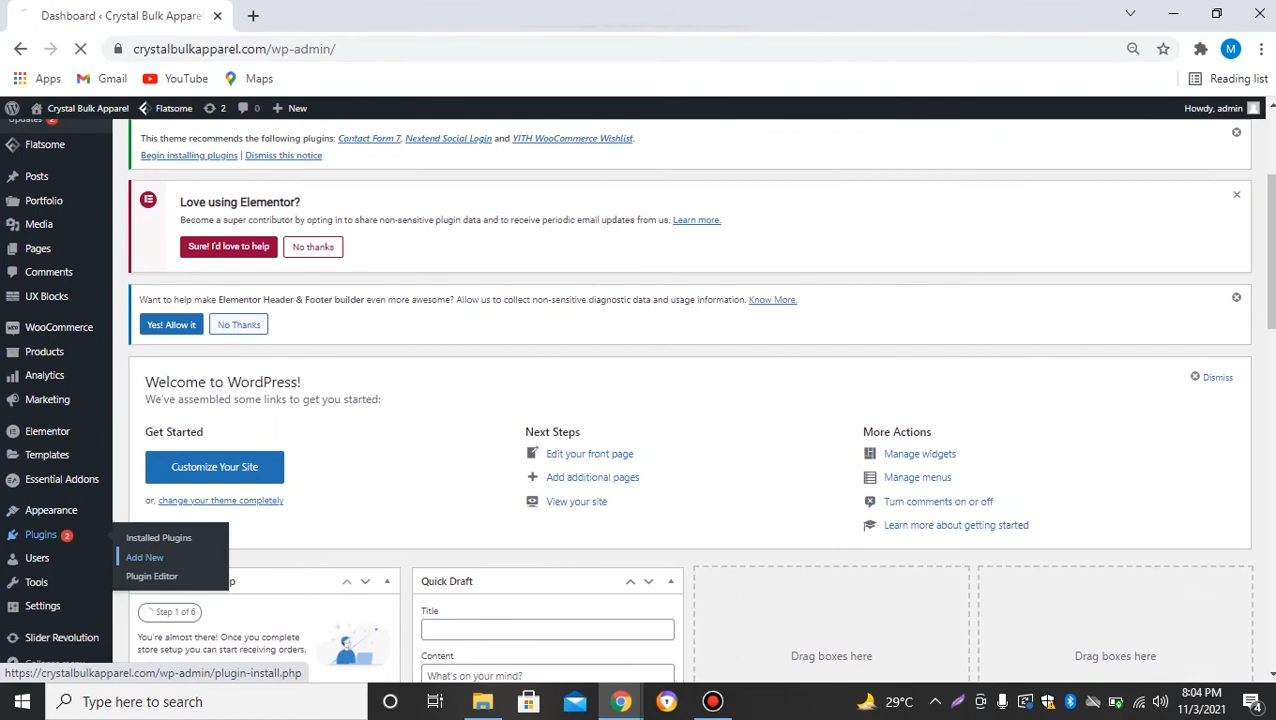 Dashboard ‹ Crystal Bulk Apparel
crystalbulkapparel.com/wp-admin/
M
Apps Gmail YouTube Maps Reading list
Crystal Bulk Apparel Flatsome 2 0 New Howdy, admin
Updates 2
Flatsome
Posts
Portfolio
Media
Pages
Comments
UX Blocks
WooCommerce
Products
Analytics
Marketing
Elementor
Templates
Essential Addons
Appearance
Plugins 2
Users
Tools
Settings
Slider Revolution
Installed Plugins
Add New
Plugin Editor
This theme recommends the following plugins: Contact Form 7, Nextend Social Login and YITH WooCommerce Wishlist.
Begin installing plugins | Dismiss this notice
Love using Elementor?
Become a super contributor by opting in to share non-sensitive plugin data and to receive periodic email updates from us. Learn more.
Sure! I'd love to help No thanks
Want to help make Elementor Header & Footer builder even more awesome? Allow us to collect non-sensitive diagnostic data and usage information. Know More.
Yes! Allow it No Thanks
Welcome to WordPress!
Dismiss
We've assembled some links to get you started:
Get Started
Customize Your Site
or, change your theme completely
Next Steps
Edit your front page
Add additional pages
View your site
More Actions
Manage widgets
Manage menus
Turn comments on or off
Learn more about getting started
Step 1 of 6
You're almost there! Once you complete
store setup you can start receiving orders.
Quick Draft
Title
Content
What's on your mind?
Drag boxes here
Drag boxes here
https://crystalbulkapparel.com/wp-admin/plugin-install.php
Type here to search
29°C
8:04 PM
11/3/2021
4